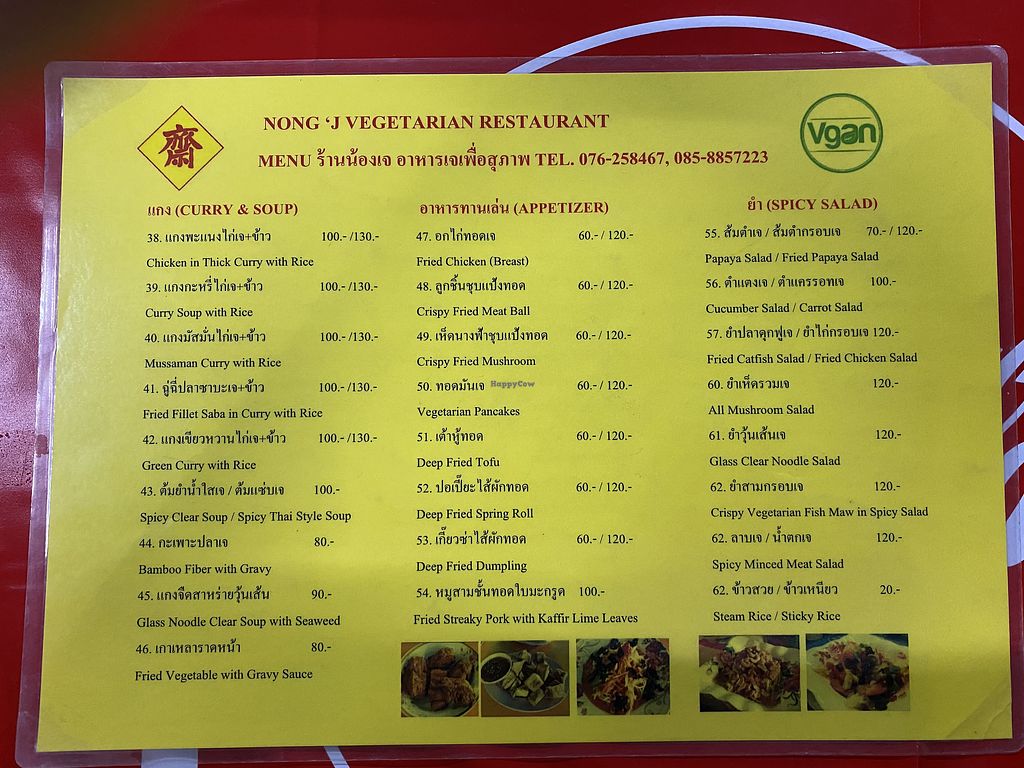 齋
NONG ‘J VEGETARIAN RESTAURANT
MENU ร้านน้องเจ อาหารเจเพื่อสุภาพ TEL. 076-258467, 085-8857223
Vgan
แกง (CURRY & SOUP)
38. แกงพะแนงไก่เจ+ข้าว 100.- /130.-
Chicken in Thick Curry with Rice
39. แกงกะหรี่ไก่เจ+ข้าว 100.- /130.-
Curry Soup with Rice
40. แกงมัสมั่นไก่เจ+ข้าว 100.- /130.-
Mussaman Curry with Rice
41. ฉู่ฉี่ปลาซาบะเจ+ข้าว 100.- /130.-
Fried Fillet Saba in Curry with Rice
42. แกงเขียวหวานไก่เจ+ข้าว 100.- /130.-
Green Curry with Rice
43. ต้มยำน้ำใสเจ / ต้มแซ่บเจ 100.-
Spicy Clear Soup / Spicy Thai Style Soup
44. กะเพาะปลาเจ 80.-
Bamboo Fiber with Gravy
45. แกงจืดสาหร่ายวุ้นเส้น 90.-
Glass Noodle Clear Soup with Seaweed
46. เกาเหลาราดหน้า 80.-
Fried Vegetable with Gravy Sauce
อาหารทานเล่น (APPETIZER)
47. อกไก่ทอดเจ 60.- / 120.-
Fried Chicken (Breast)
48. ลูกชิ้นชุบแป้งทอด 60.- / 120.-
Crispy Fried Meat Ball
49. เห็ดนางฟ้าชุบแป้งทอด 60.- / 120.-
Crispy Fried Mushroom
50. ทอดมันเจ 60.- / 120.-
HappyCow
Vegetarian Pancakes
51. เต้าหู้ทอด 60.- / 120.-
Deep Fried Tofu
52. ปอเปี๊ยะไส้ผักทอด 60.- / 120.-
Deep Fried Spring Roll
53. เกี๊ยวซ่าไส้ผักทอด 60.- / 120.-
Deep Fried Dumpling
54. หมูสามชั้นทอดใบมะกรูด 100.-
Fried Streaky Pork with Kaffir Lime Leaves
ยำ (SPICY SALAD)
55. ส้มตำเจ / ส้มตำกรอบเจ 70.- / 120.-
Papaya Salad / Fried Papaya Salad
56. ตำแตงเจ / ตำแครรอทเจ 100.-
Cucumber Salad / Carrot Salad
57. ยำปลาดุกฟูเจ / ยำไก่กรอบเจ 120.-
Fried Catfish Salad / Fried Chicken Salad
60. ยำเห็ดรวมเจ 120.-
All Mushroom Salad
61. ยำวุ้นเส้นเจ 120.-
Glass Clear Noodle Salad
62. ยำสามกรอบเจ 120.-
Crispy Vegetarian Fish Maw in Spicy Salad
62. ลาบเจ / น้ำตกเจ 120.-
Spicy Minced Meat Salad
62. ข้าวสวย / ข้าวเหนียว 20.-
Steam Rice / Sticky Rice